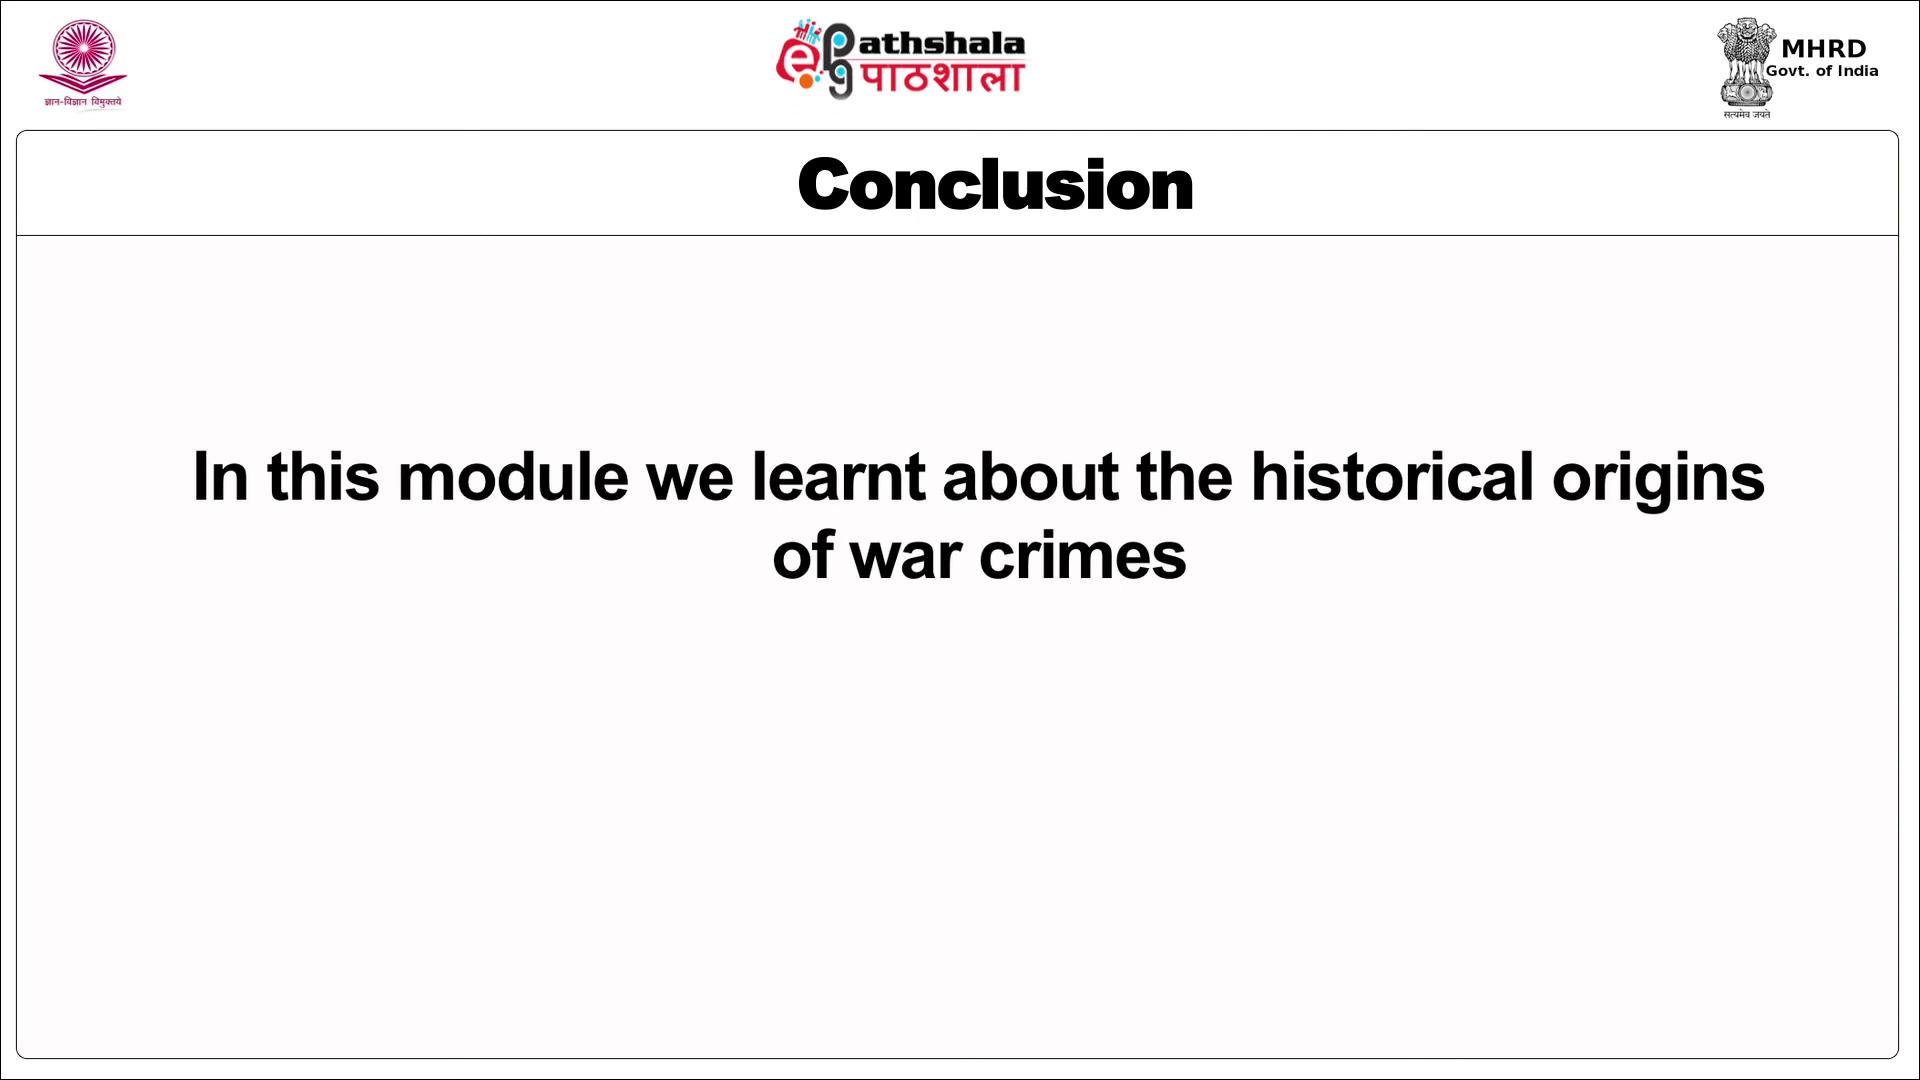 ज्ञान-विज्ञान विमुक्तये
ePG athshala
पाठशाला
MHRD
Govt. of India
सत्यमेव जयते
Conclusion
In this module we learnt about the historical origins
of war crimes